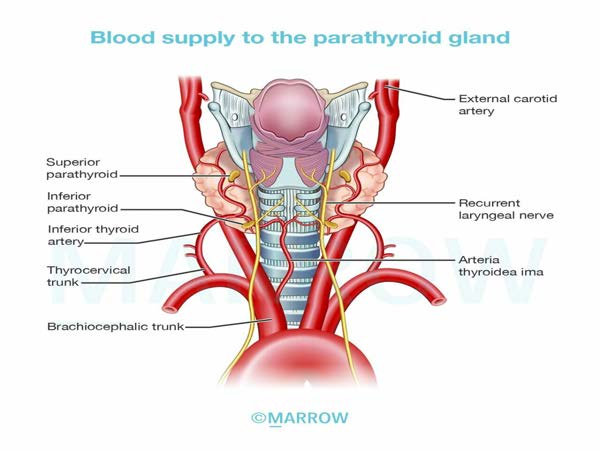 Blood supply to the parathyroid gland
External carotid
artery
Superior
parathyroid
Inferior
parathyroid
Recurrent
laryngeal nerve
Inferior thyroid
artery
Arteria
thyroidea ima
Thyrocervical
trunk
MARROW
Brachiocephalic trunk
©MARROW